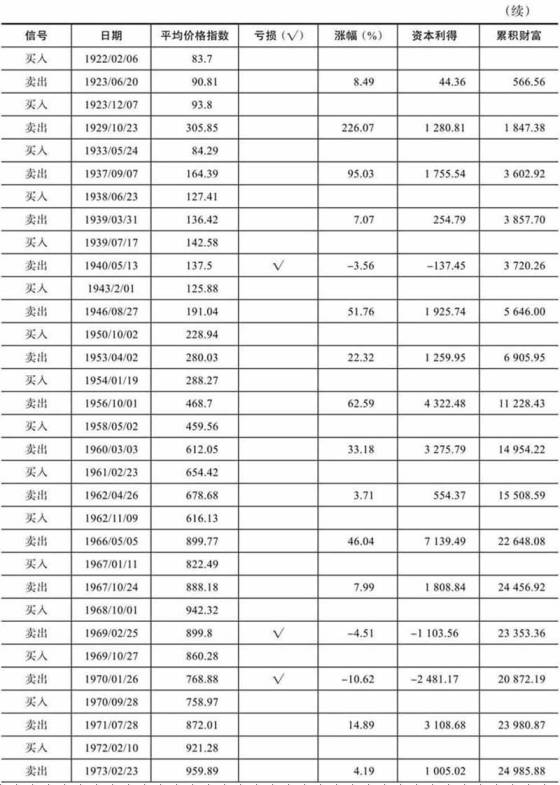 （续）
信号 日期 平均价格指数 亏损（√） 涨幅（%） 资本利得 累积财富
买入 1922/02/06 83.7
卖出 1923/06/20 90.81 8.49 44.36 566.56
买入 1923/12/07 93.8
卖出 1929/10/23 305.85 226.07 1 280.81 1 847.38
买入 1933/05/24 84.29
卖出 1937/09/07 164.39 95.03 1 755.54 3 602.92
买入 1938/06/23 127.41
卖出 1939/03/31 136.42 7.07 254.79 3 857.70
买入 1939/07/17 142.58
卖出 1940/05/13 137.5 √ −3.56 −137.45 3 720.26
买入 1943/2/01 125.88
卖出 1946/08/27 191.04 51.76 1 925.74 5 646.00
买入 1950/10/02 228.94
卖出 1953/04/02 280.03 22.32 1 259.95 6 905.95
买入 1954/01/19 288.27
卖出 1956/10/01 468.7 62.59 4 322.48 11 228.43
买入 1958/05/02 459.56
卖出 1960/03/03 612.05 33.18 3 275.79 14 954.22
买入 1961/02/23 654.42
卖出 1962/04/26 678.68 3.71 554.37 15 508.59
买入 1962/11/09 616.13
卖出 1966/05/05 899.77 46.04 7 139.49 22 648.08
买入 1967/01/11 822.49
卖出 1967/10/24 888.18 7.99 1 808.84 24 456.92
买入 1968/10/01 942.32
卖出 1969/02/25 899.8 √ −4.51 −1 103.56 23 353.36
买入 1969/10/27 860.28
卖出 1970/01/26 768.88 √ −10.62 −2 481.17 20 872.19
买入 1970/09/28 758.97
卖出 1971/07/28 872.01 14.89 3 108.68 23 980.87
买入 1972/02/10 921.28
卖出 1973/02/23 959.89 4.19 1 005.02 24 985.88